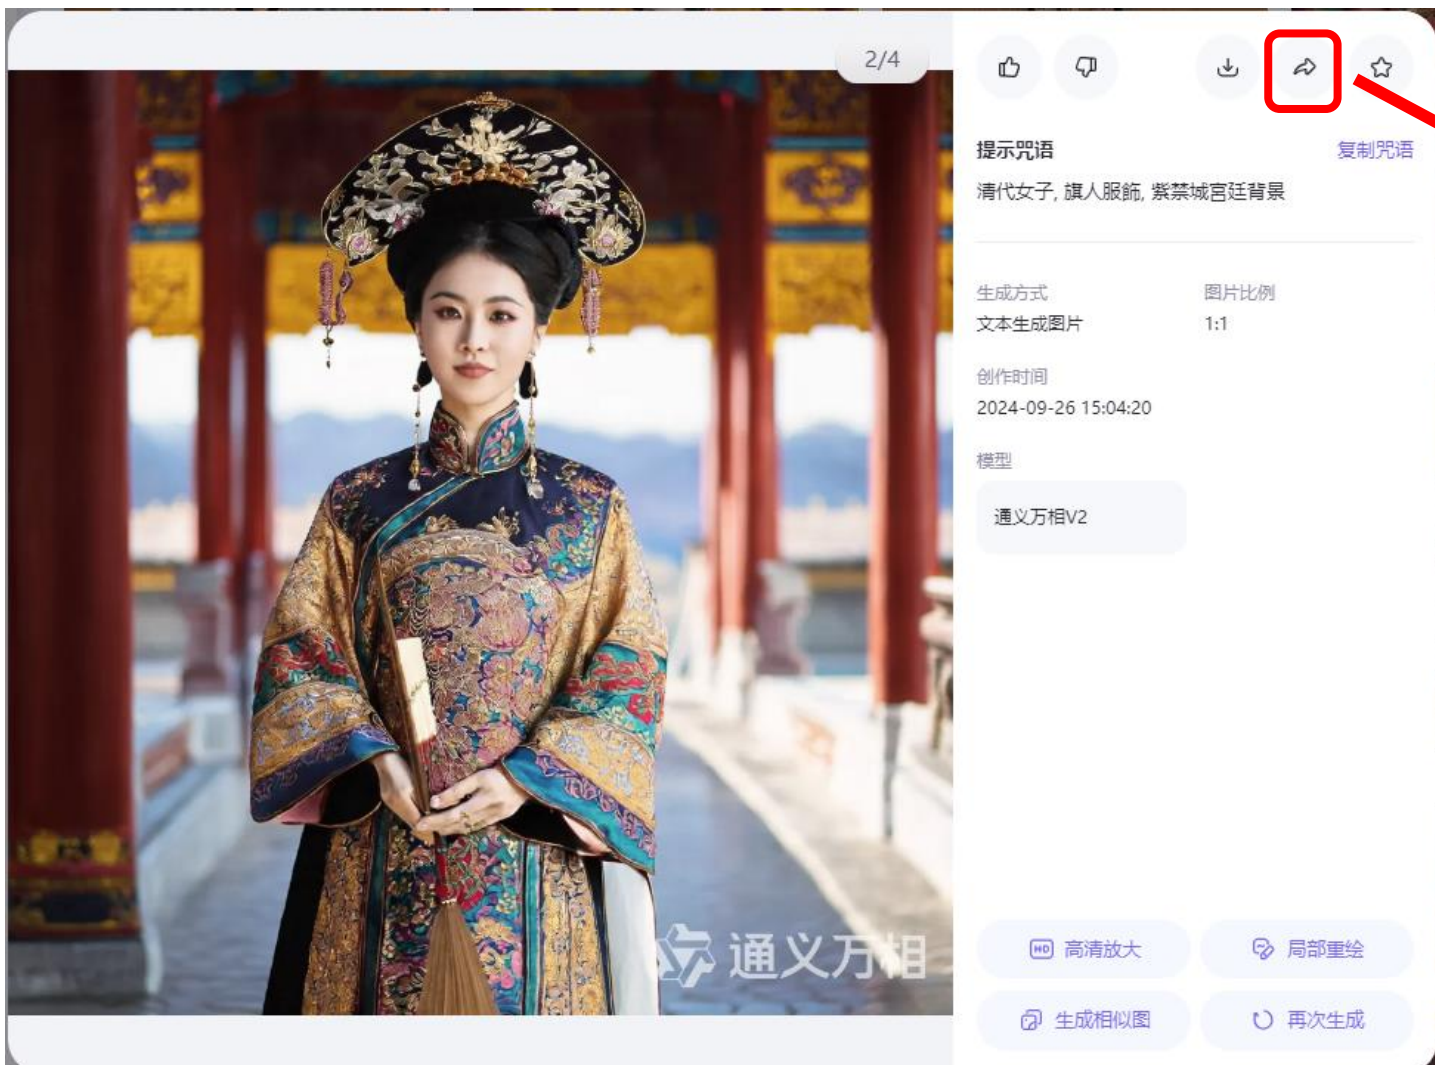 2/4
提示咒语
复制咒语
清代女子, 旗人服飾, 紫禁城宫廷背景
生成方式
图片比例
文本生成图片
1:1
创作时间
2024-09-26 15:04:20
模型
通义万相V2
通义万相
HD 高清放大
局部重绘
生成相似图
再次生成